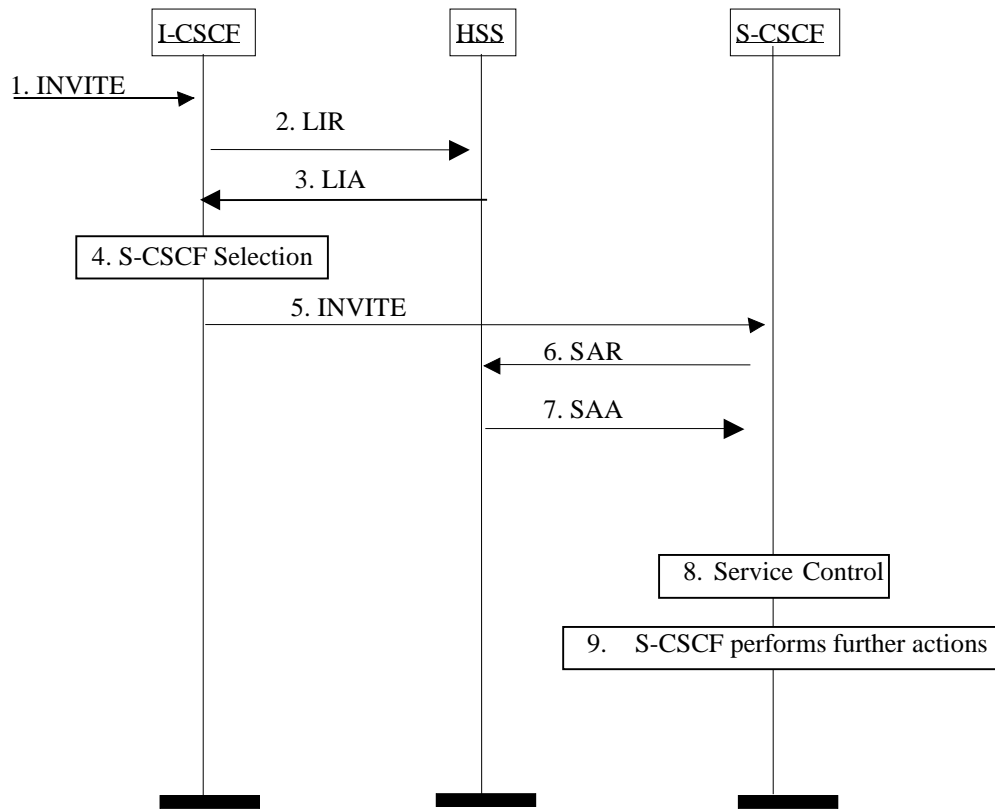 I-CSCF
HSS
S-CSCF
1. INVITE
2. LIR
3. LIA
4. S-CSCF Selection
5. INVITE
6. SAR
7. SAA
8. Service Control
9. S-CSCF performs further actions